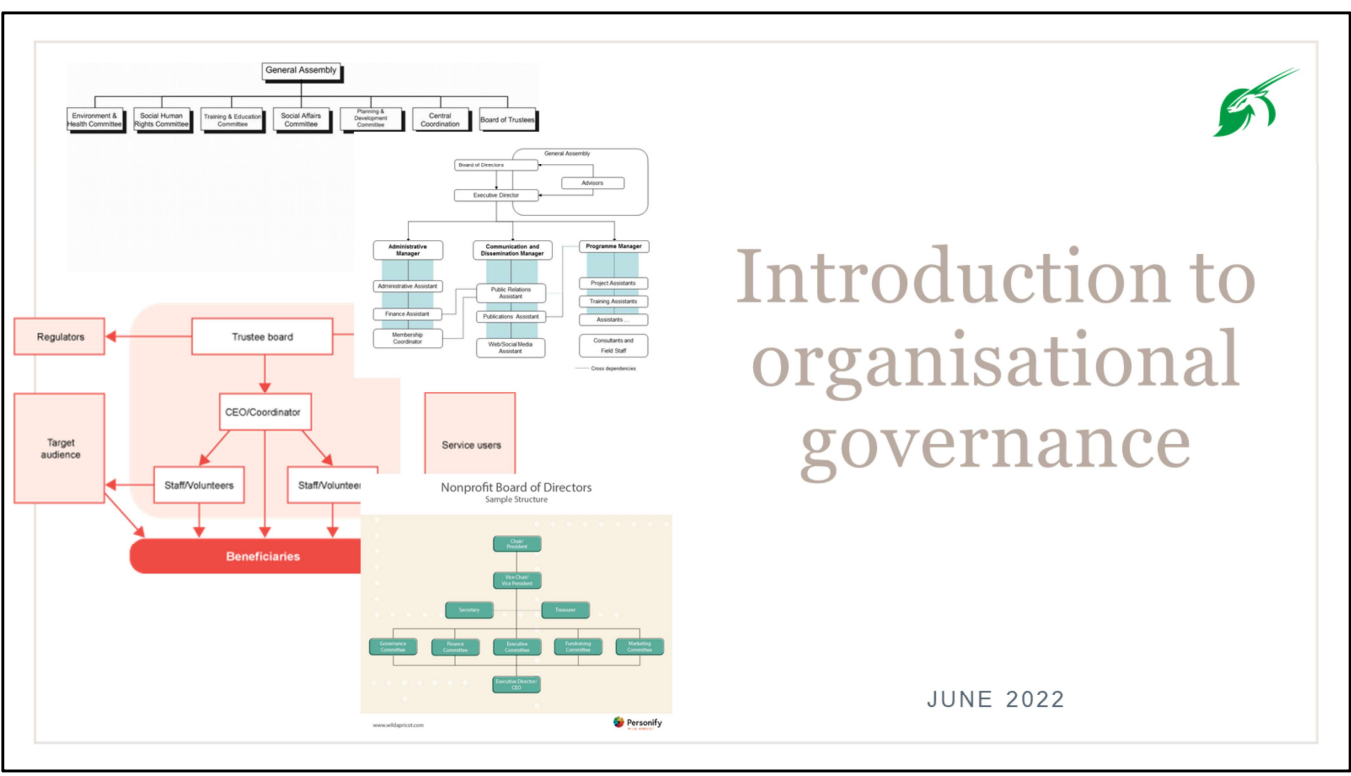 General Assembly
Environment &
Health Committee
Social Human
Rights Committee
Training & Education
Committee
Social Affairs
Committee
Planning &
Development
Committee
Central
Coordination
Board of Trustees
General Assembly
Board of Directors
Advisors
Executive Director
Administrative
Manager
Communication and
Dissemination Manager
Programme Manager
Administrative Assistant
Finance Assistant
Membership
Coordinator
Public Relations
Assistant
Publications Assistant
Web/Social Media
Assistant
Project Assistants
Training Assistants
Assistants ...
Consultants and
Field Staff
Cross dependencies
Regulators
Trustee board
CEO/Coordinator
Target
audience
Service users
Staff/Volunteers
Staff/Volunteer
Beneficiaries
Nonprofit Board of Directors
Sample Structure
Chair/
President
Vice Chair/
Vice President
Secretary
Treasurer
Governance
Committee
Finance
Committee
Executive
Committee
Fundraising
Committee
Marketing
Committee
Executive Director/
CEO
www.wildapricot.com
Personify
Introduction to
organisational
governance
JUNE 2022